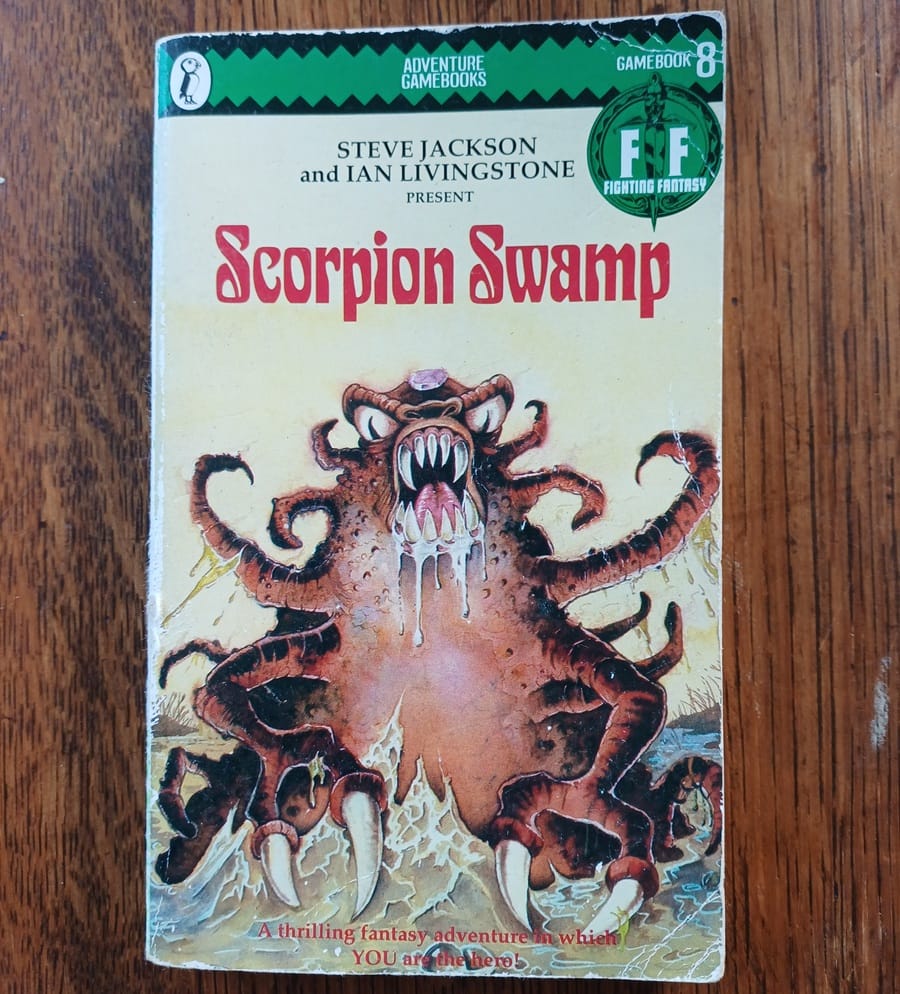 ADVENTURE
GAMEBOOKS
GAMEBOOK 8
FF
FIGHTING FANTASY
STEVE JACKSON
and IAN LIVINGSTONE
PRESENT
Scorpion Swamp
A thrilling fantasy adventure in which
YOU are the hero!